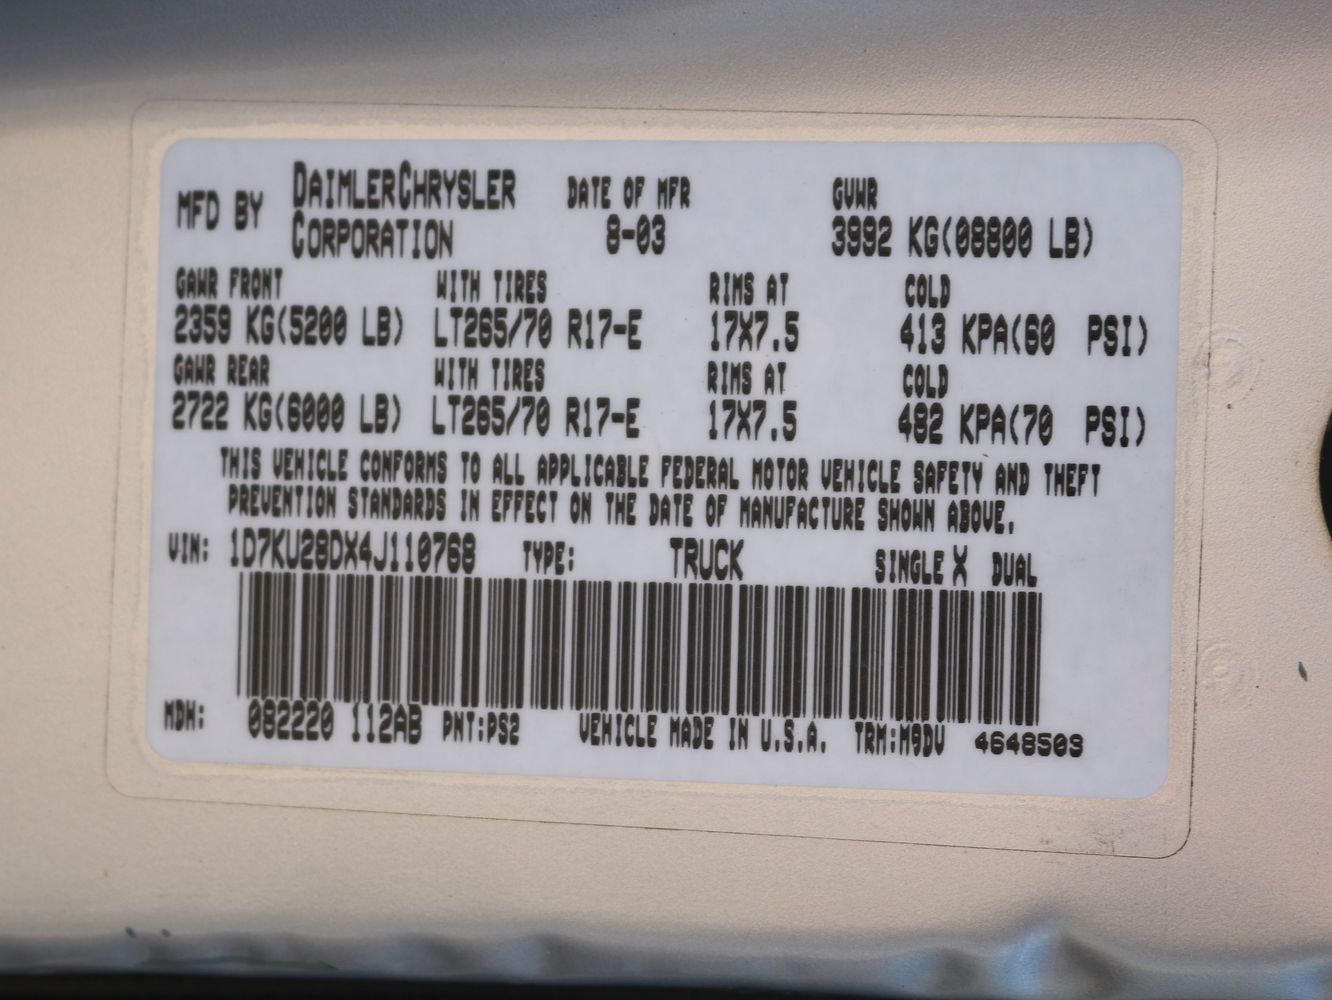 MFD BY DAIMLERCHRYSLER CORPORATION DATE OF MFR 8-03 GVWR 3992 KG(08800 LB)
GAWR FRONT WITH TIRES RIMS AT COLD
2359 KG(5200 LB) LT265/70 R17-E 17X7.5 413 KPA(60 PSI)
GAWR REAR WITH TIRES RIMS AT COLD
2722 KG(6000 LB) LT265/70 R17-E 17X7.5 482 KPA(70 PSI)
THIS VEHICLE CONFORMS TO ALL APPLICABLE FEDERAL MOTOR VEHICLE SAFETY AND THEFT
PREVENTION STANDARDS IN EFFECT ON THE DATE OF MANUFACTURE SHOWN ABOVE.
VIN: 1D7KU28DX4J110768 TYPE: TRUCK SINGLE X DUAL
MDH: 082220 112AB PNT:PS2 VEHICLE MADE IN U.S.A. TRM:M9DV 4648503